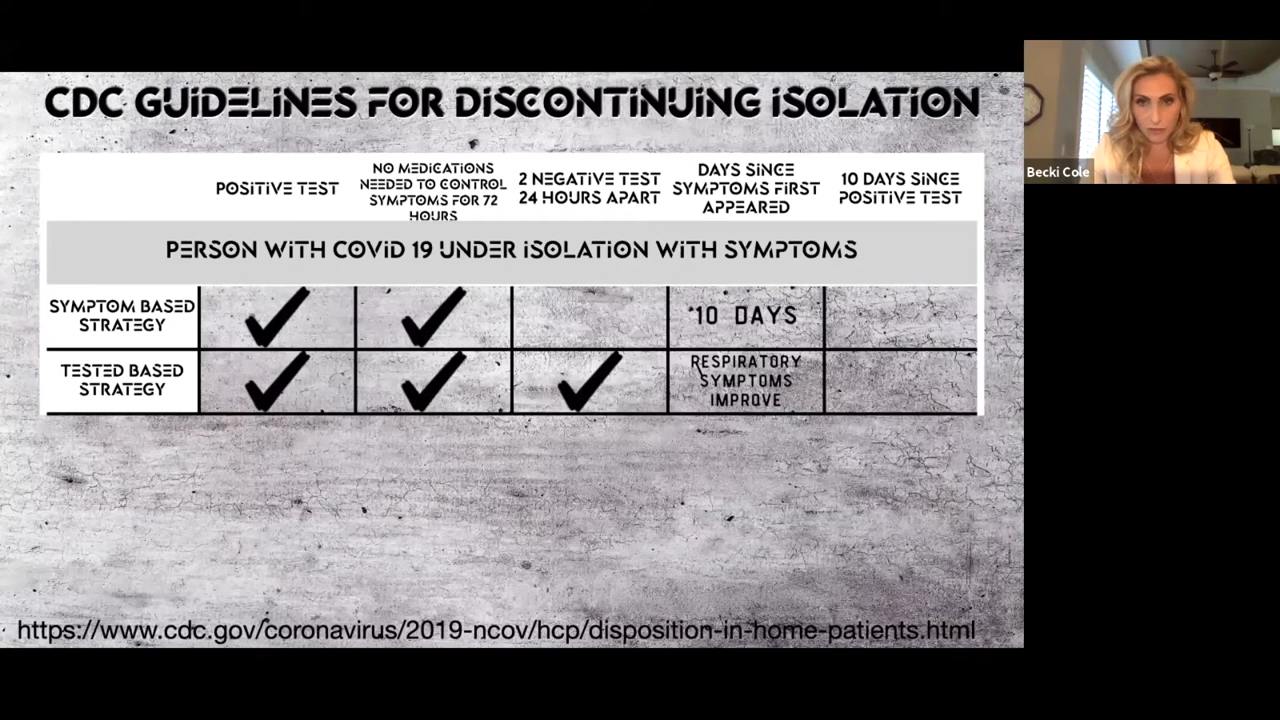 CDC GUIDELINES FOR DISCONTINUING ISOLATION
POSITIVE TEST
NO MEDICATIONS
NEEDED TO CONTROL
SYMPTOMS FOR 72
HOURS
2 NEGATIVE TEST
24 HOURS APART
DAYS SINCE
SYMPTOMS FIRST
APPEARED
10 DAYS SINCE
POSITIVE TEST
PERSON WITH COVID 19 UNDER ISOLATION WITH SYMPTOMS
SYMPTOM BASED
STRATEGY
*10 DAYS
TESTED BASED
STRATEGY
RESPIRATORY
SYMPTOMS
IMPROVE
https://www.cdc.gov/coronavirus/2019-ncov/hcp/disposition-in-home-patients.html
Becki Cole